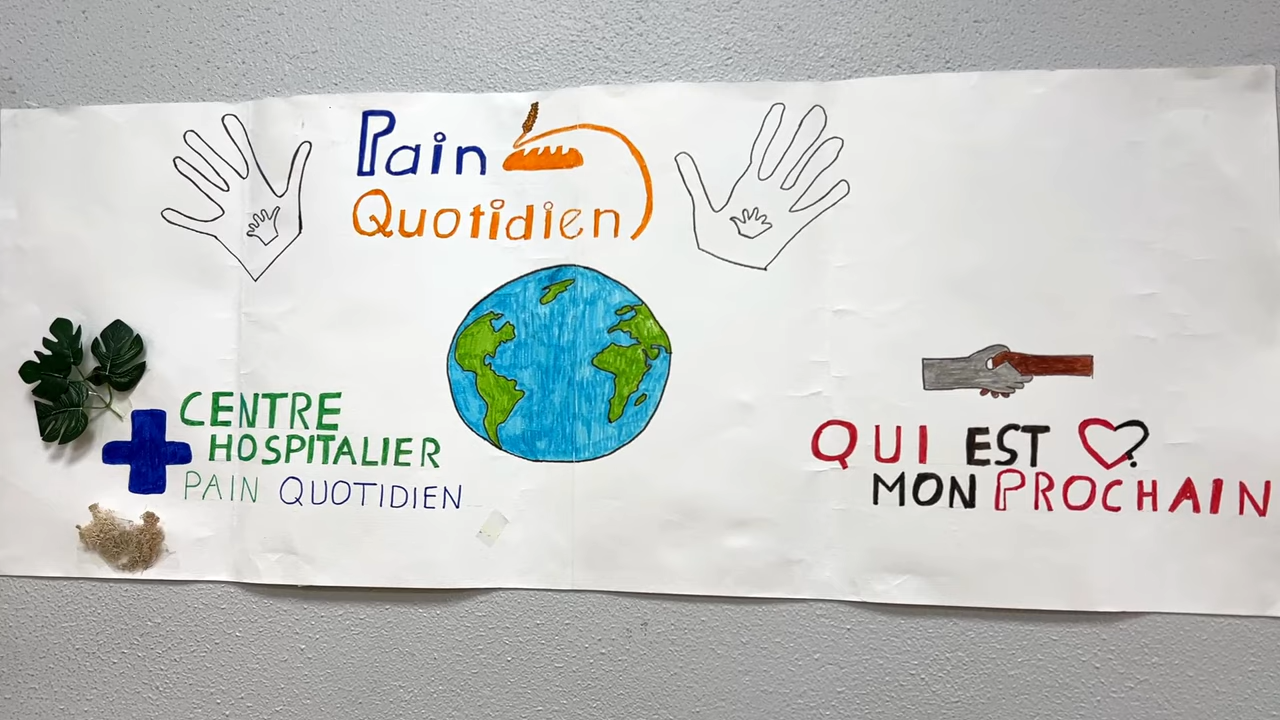 Pain
Quotidien
CENTRE
HOSPITALIER
PAIN QUOTIDIEN
QUI EST ?
MON PROCHAIN